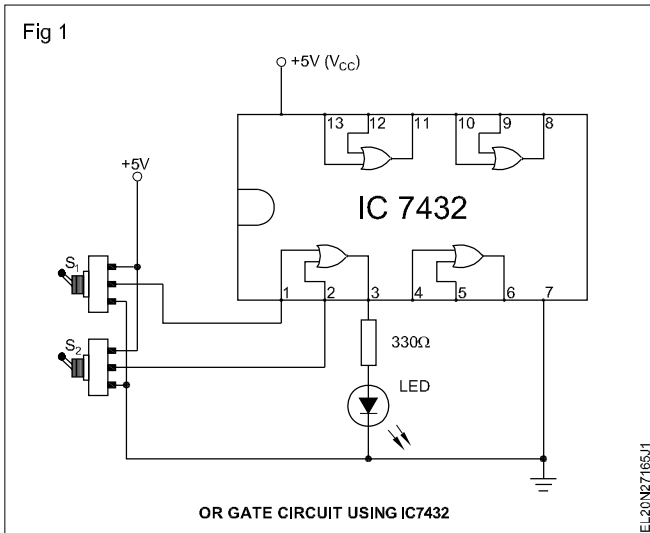 Fig 1
+5V (VCC)
13 12 11 10 9 8
+5V
IC 7432
S1
1 2 3 4 5 6 7
S2
330Ω
LED
OR GATE CIRCUIT USING IC7432
EL20N27165J1